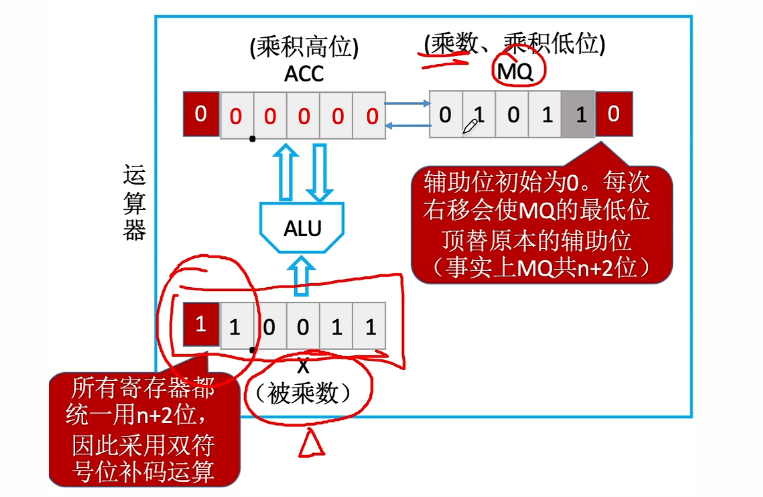 (乘积高位)
ACC
(乘数、乘积低位)
MQ
0 0 0 0 0 0
0 1 0 1 1 0
运算器
ALU
辅助位初始为0。每次
右移会使MQ的最低位
顶替原本的辅助位
（事实上MQ共n+2位）
1 1 0 0 1 1
X
（被乘数）
所有寄存器都
统一用n+2位，
因此采用双符
号位补码运算